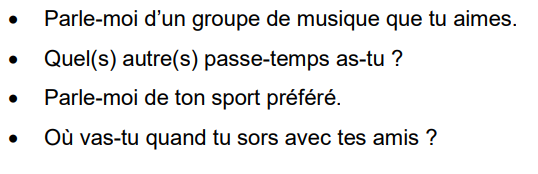 • Parle-moi d'un groupe de musique que tu aimes.
• Quel(s) autre(s) passe-temps as-tu ?
• Parle-moi de ton sport préféré.
• Où vas-tu quand tu sors avec tes amis ?